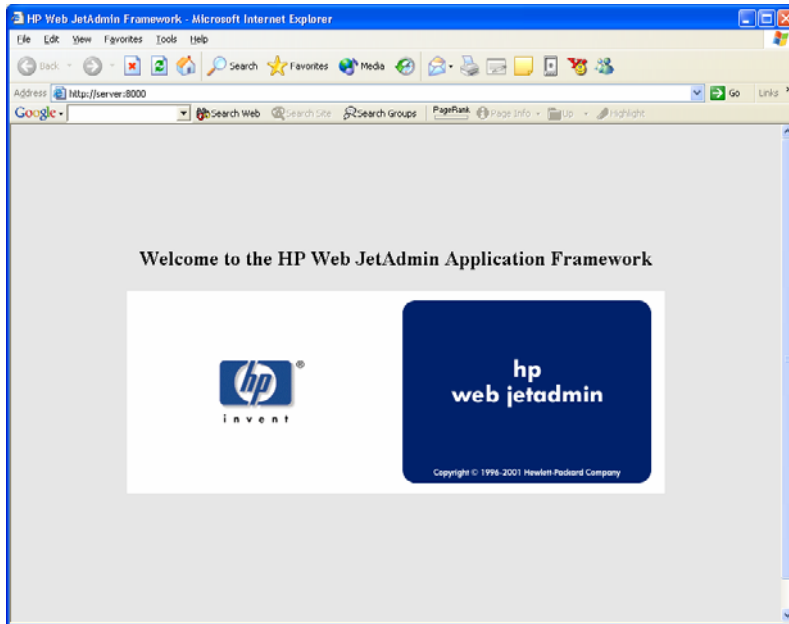 HP Web JetAdmin Framework - Microsoft Internet Explorer
File Edit View Favorites Tools Help
Back Search Favorites Media
Address http://server:8000 Go Links »
Google Search Web Search Site Search Groups PageRank Page Info Up Highlight
Welcome to the HP Web JetAdmin Application Framework
hp ®
invent
hp
web jetadmin
Copyright © 1996-2001 Hewlett-Packard Company